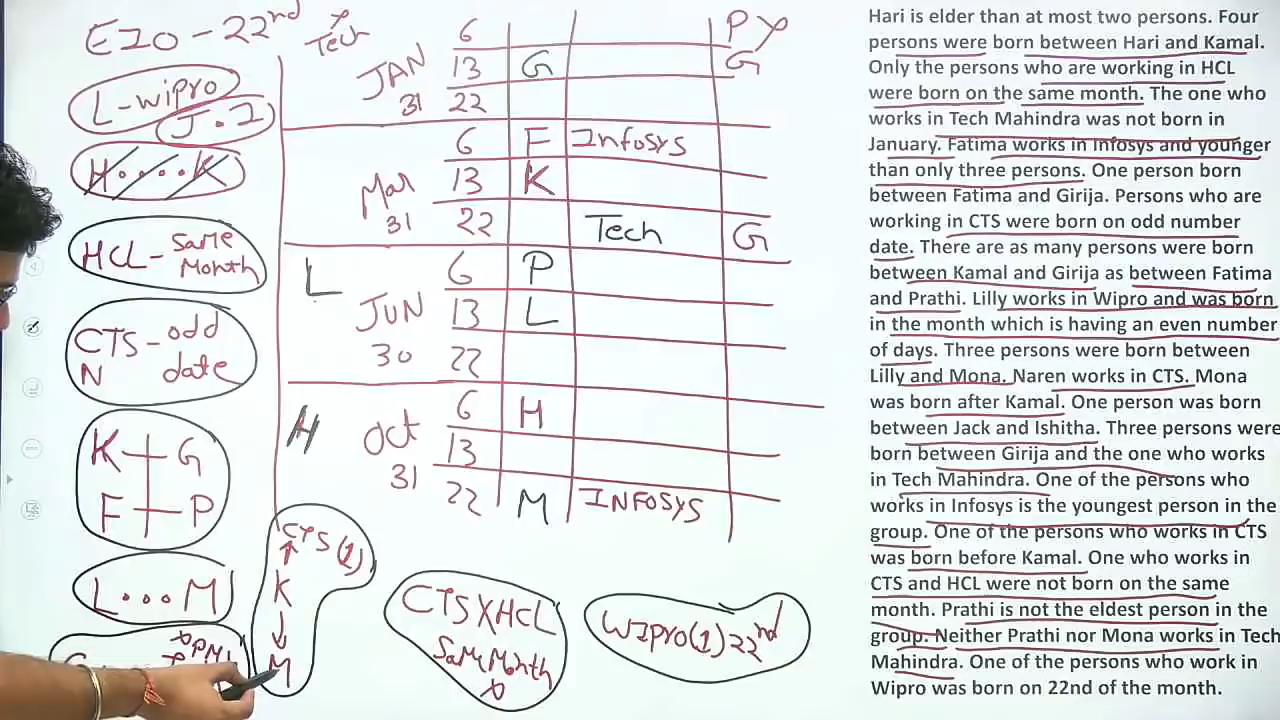 EIO - 22nd
Tech
L-wipro
J . I
H . . . . K
HCL - Same
Month
CTS - odd
N date
K G
F P
L ... M
CTS (1)
K
M
CTS X HCL
Same Month
WIPRO (1) 22nd
P
6
JAN 13 G G
31 22
6 F Infosys
Mar 13 K
31 22 Tech G
L 6 P
JUN 13 L
30 22
H 6 H
Oct 13
31 22 M INFOSYS
Hari is elder than at most two persons. Four
persons were born between Hari and Kamal.
Only the persons who are working in HCL
were born on the same month. The one who
works in Tech Mahindra was not born in
January. Fatima works in Infosys and younger
than only three persons. One person born
between Fatima and Girija. Persons who are
working in CTS were born on odd number
date. There are as many persons were born
between Kamal and Girija as between Fatima
and Prathi. Lilly works in Wipro and was born
in the month which is having an even number
of days. Three persons were born between
Lilly and Mona. Naren works in CTS. Mona
was born after Kamal. One person was born
between Jack and Ishitha. Three persons were
born between Girija and the one who works
in Tech Mahindra. One of the persons who
works in Infosys is the youngest person in the
group. One of the persons who works in CTS
was born before Kamal. One who works in
CTS and HCL were not born on the same
month. Prathi is not the eldest person in the
group. Neither Prathi nor Mona works in Tech
Mahindra. One of the persons who work in
Wipro was born on 22nd of the month.